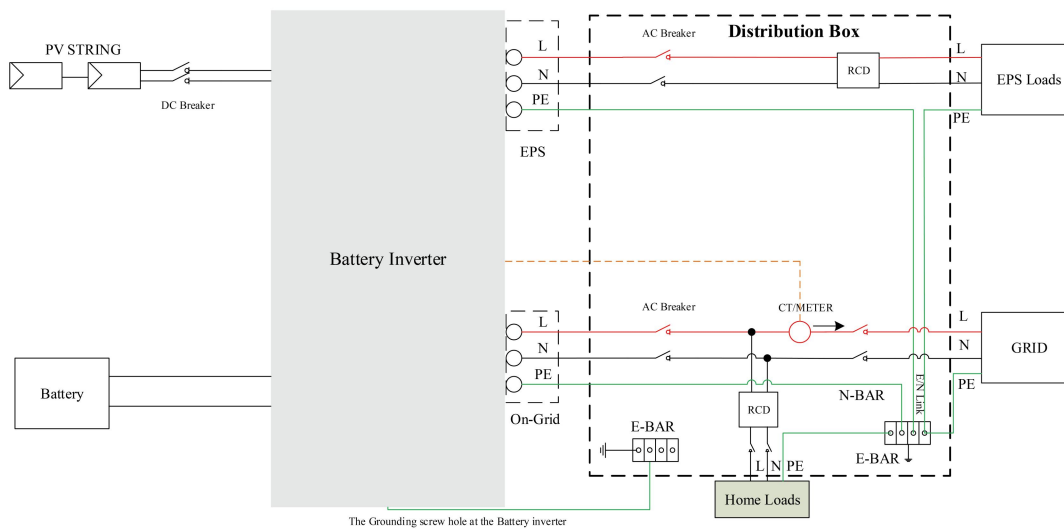 AC Breaker
Distribution Box
PV STRING
DC Breaker
L
N
PE
EPS
RCD
L
N
PE
EPS Loads
Battery Inverter
AC Breaker
CT/METER
L
N
PE
On-Grid
L
N
PE
GRID
Battery
RCD
N-BAR
E/N Link
E-BAR
E-BAR
L N PE
Home Loads
The Grounding screw hole at the Battery inverter